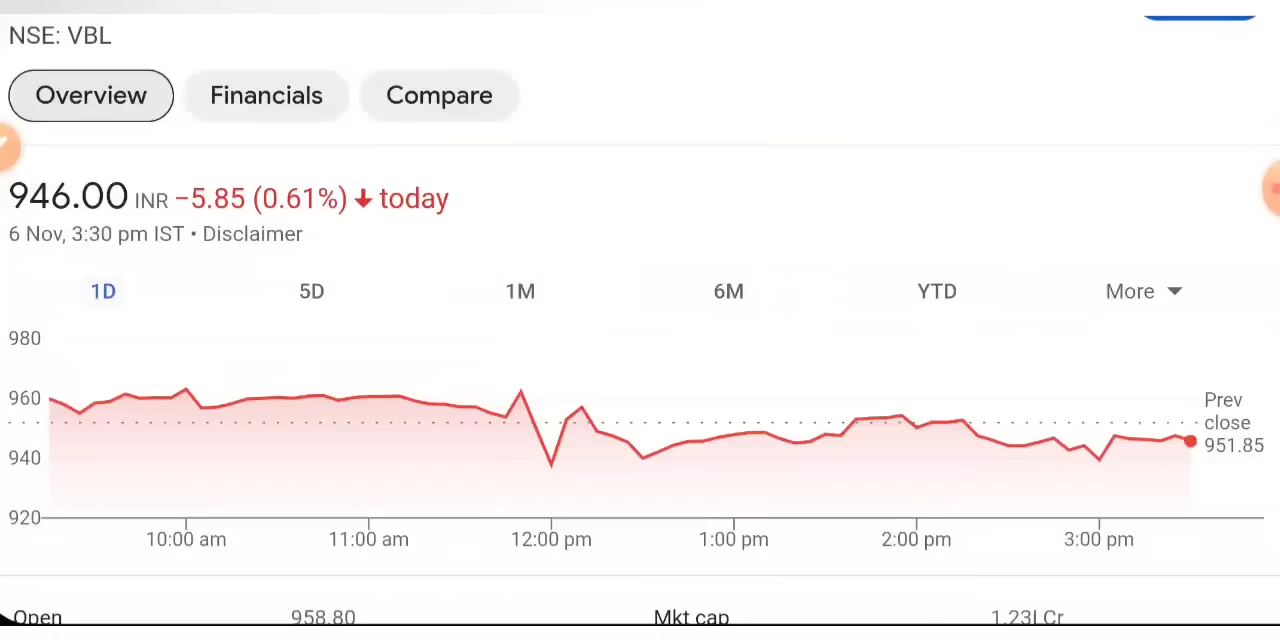 NSE: VBL
Overview Financials Compare
946.00 INR −5.85 (0.61%) ↓ today
6 Nov, 3:30 pm IST • Disclaimer
1D 5D 1M 6M YTD More
980
960
940
920
Prev
close
951.85
10:00 am 11:00 am 12:00 pm 1:00 pm 2:00 pm 3:00 pm
Open 958.80 Mkt cap 1.23LCr